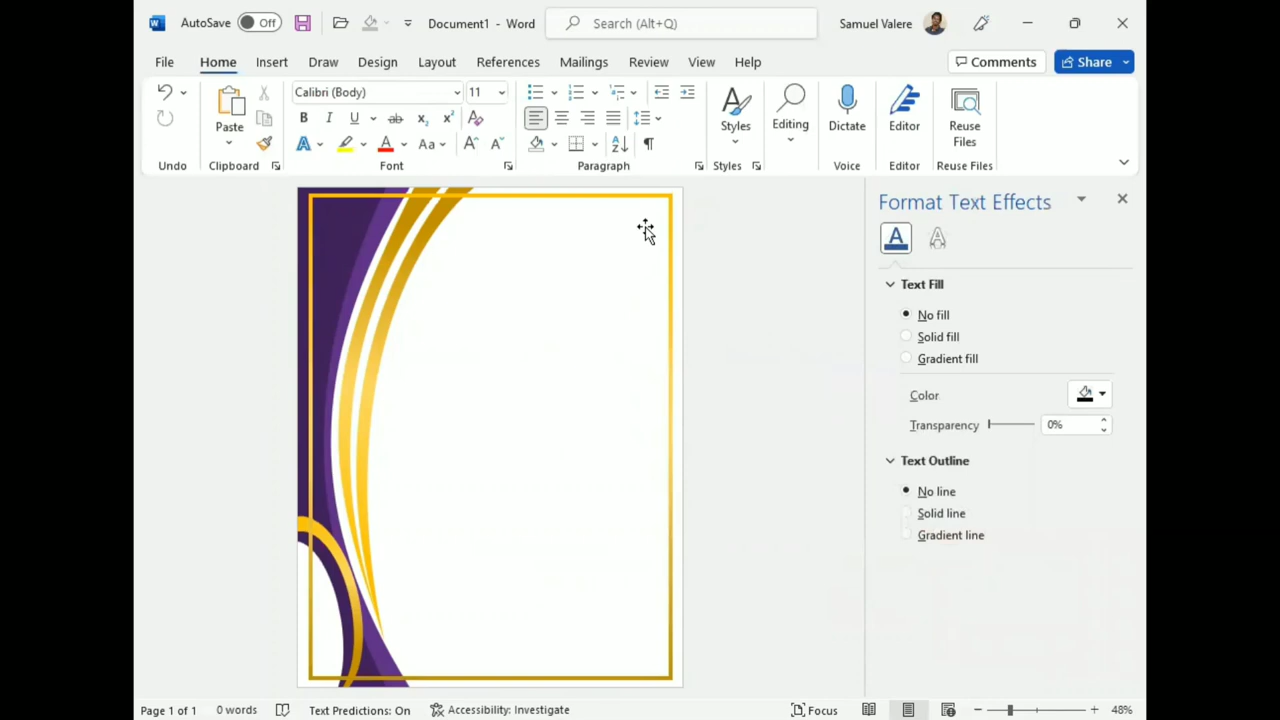 AutoSave Off Document1 - Word Search (Alt+Q) Samuel Valere
File Home Insert Draw Design Layout References Mailings Review View Help Comments Share
Calibri (Body) 11
Paste Styles Editing Dictate Editor Reuse Files
Undo Clipboard Font Paragraph Styles Voice Editor Reuse Files
Format Text Effects
Text Fill
No fill
Solid fill
Gradient fill
Color
Transparency 0%
Text Outline
No line
Solid line
Gradient line
Page 1 of 1 0 words Text Predictions: On Accessibility: Investigate Focus 48%